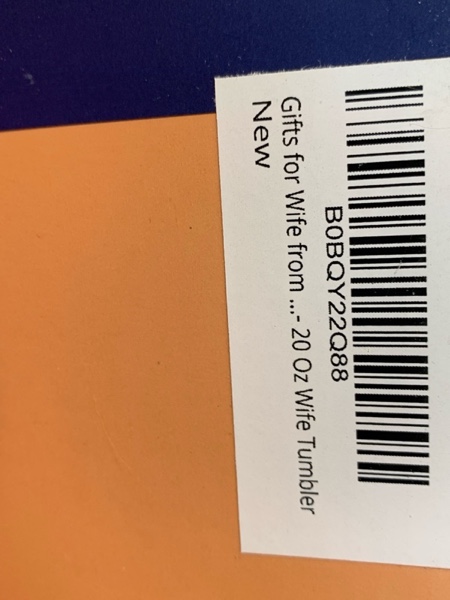 B0BQY22Q88
Gifts for Wife from ...- 20 Oz Wife Tumbler
New